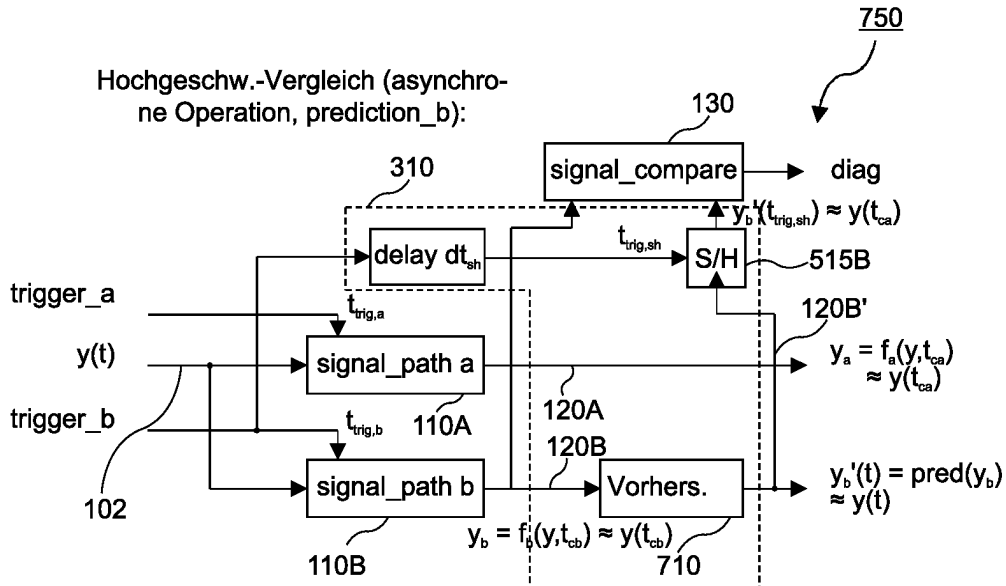 750
Hochgeschw.-Vergleich (asynchro-
ne Operation, prediction_b):
130
310
signal_compare
diag
y_b'(t_trig,sh) ≈ y(t_ca)
t_trig,sh
delay dt_sh
S/H
515B
trigger_a
t_trig,a
120B'
y(t)
signal_path a
y_a = f_a(y,t_ca)
≈ y(t_ca)
120A
trigger_b
t_trig,b
110A
120B
102
signal_path b
Vorhers.
y_b'(t) = pred(y_b)
≈ y(t)
y_b = f_b(y,t_cb) ≈ y(t_cb)
110B
710